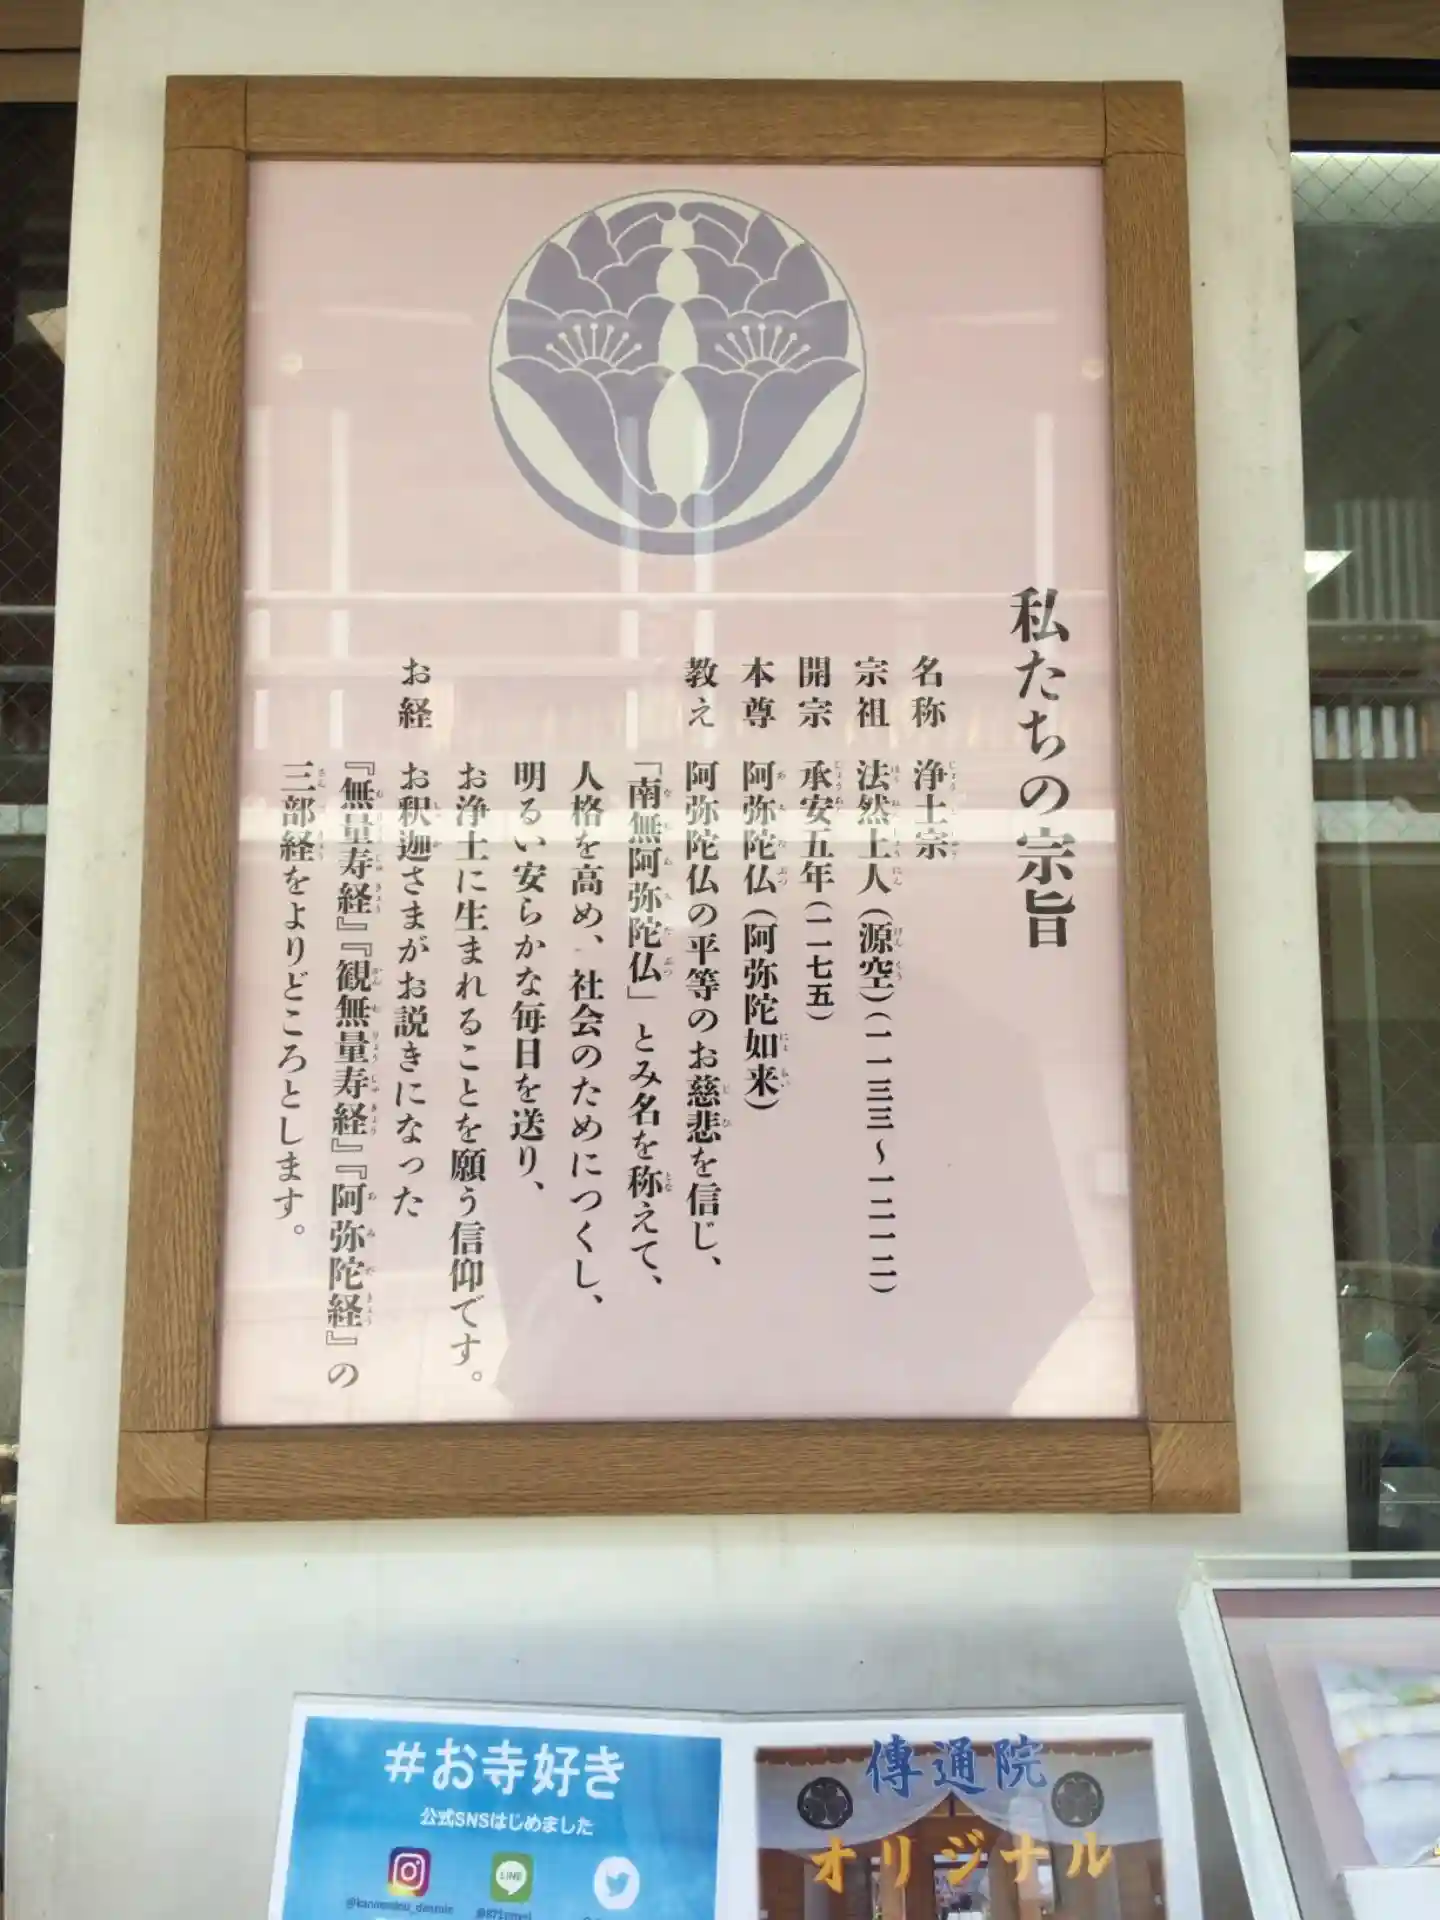 私たちの宗旨
名称 浄土宗
宗祖 法然上人(源空)(一一三三〜一二一二)
開宗 承安五年(一一七五)
本尊 阿弥陀仏(阿弥陀如来)
教え 阿弥陀仏の平等のお慈悲を信じ、
「南無阿弥陀仏」とみ名を称えて、
人格を高め、社会のためにつくし、
明るい安らかな毎日を送り、
お浄土に生まれることを願う信仰です。
お経 お釈迦さまがお説きになった
『無量寿経』『観無量寿経』『阿弥陀経』の
三部経をよりどころとします。
#お寺好き
公式SNSはじめました
LINE
傳通院
オリジナル